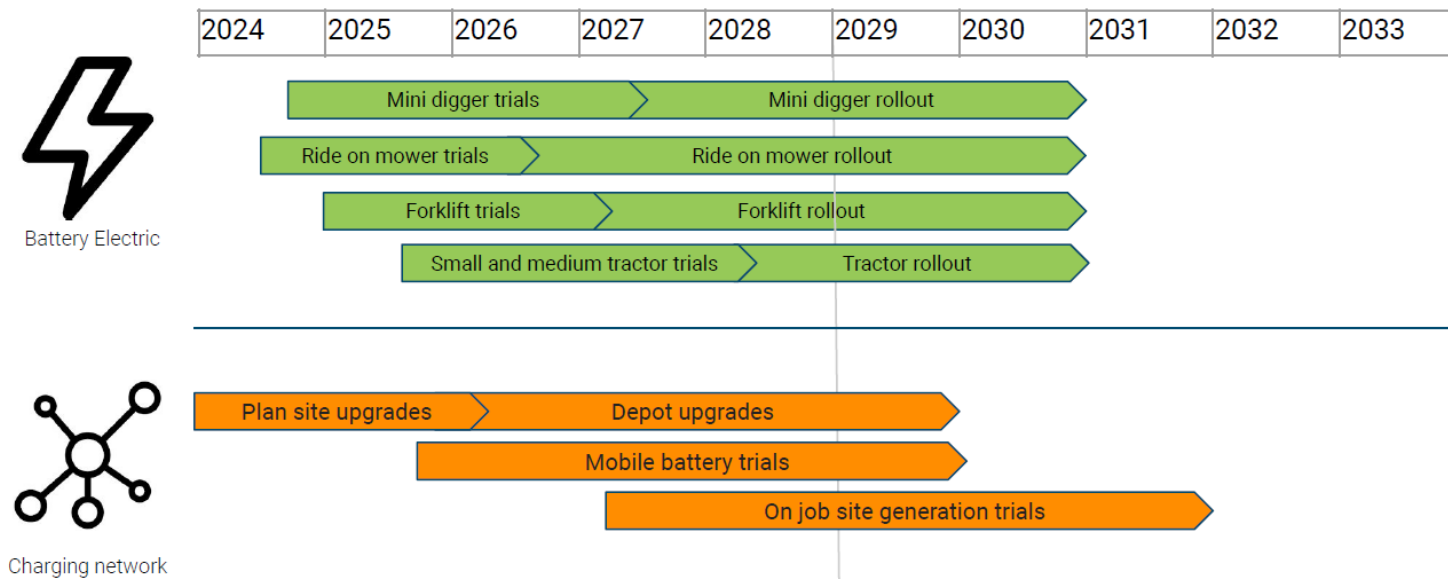 2024 2025 2026 2027 2028 2029 2030 2031 2032 2033
Mini digger trials Mini digger rollout
Ride on mower trials Ride on mower rollout
Forklift trials Forklift rollout
Battery Electric
Small and medium tractor trials Tractor rollout
Plan site upgrades Depot upgrades
Mobile battery trials
On job site generation trials
Charging network